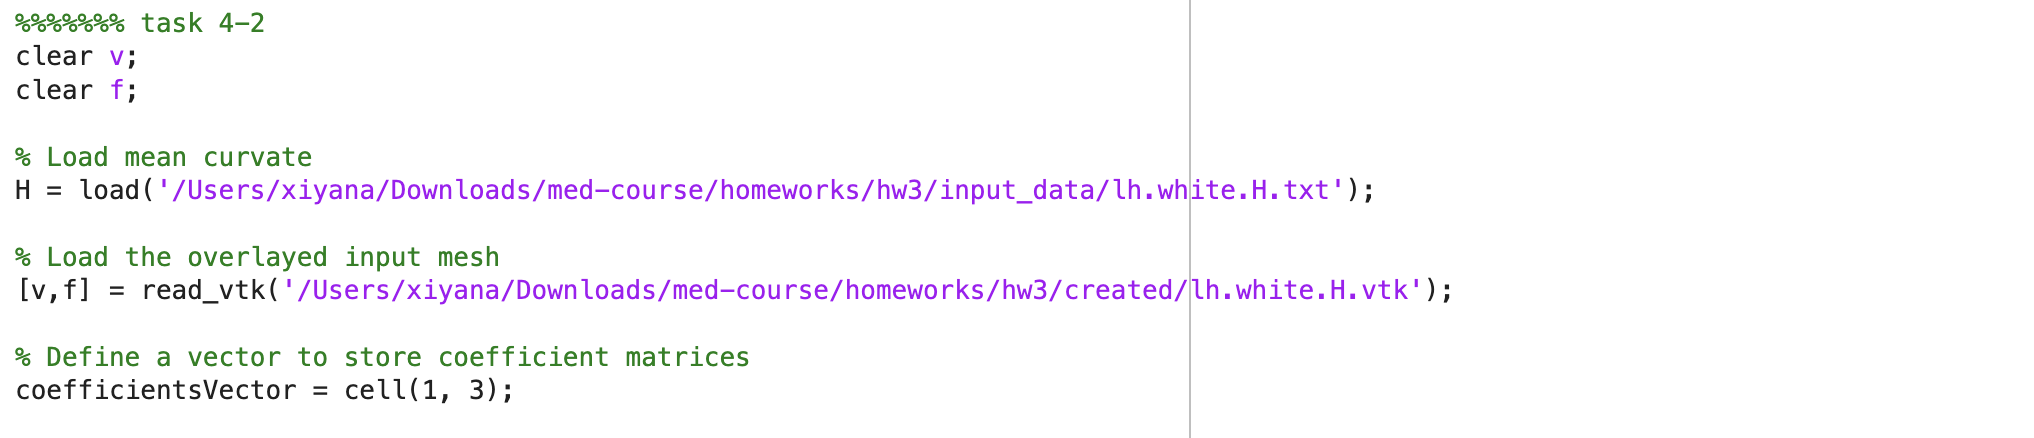 %%%%%%% task 4-2
clear v;
clear f;
% Load mean curvate
H = load('/Users/xiyana/Downloads/med-course/homeworks/hw3/input_data/lh.white.H.txt');
% Load the overlayed input mesh
[v,f] = read_vtk('/Users/xiyana/Downloads/med-course/homeworks/hw3/created/lh.white.H.vtk');
% Define a vector to store coefficient matrices
coefficientsVector = cell(1, 3);